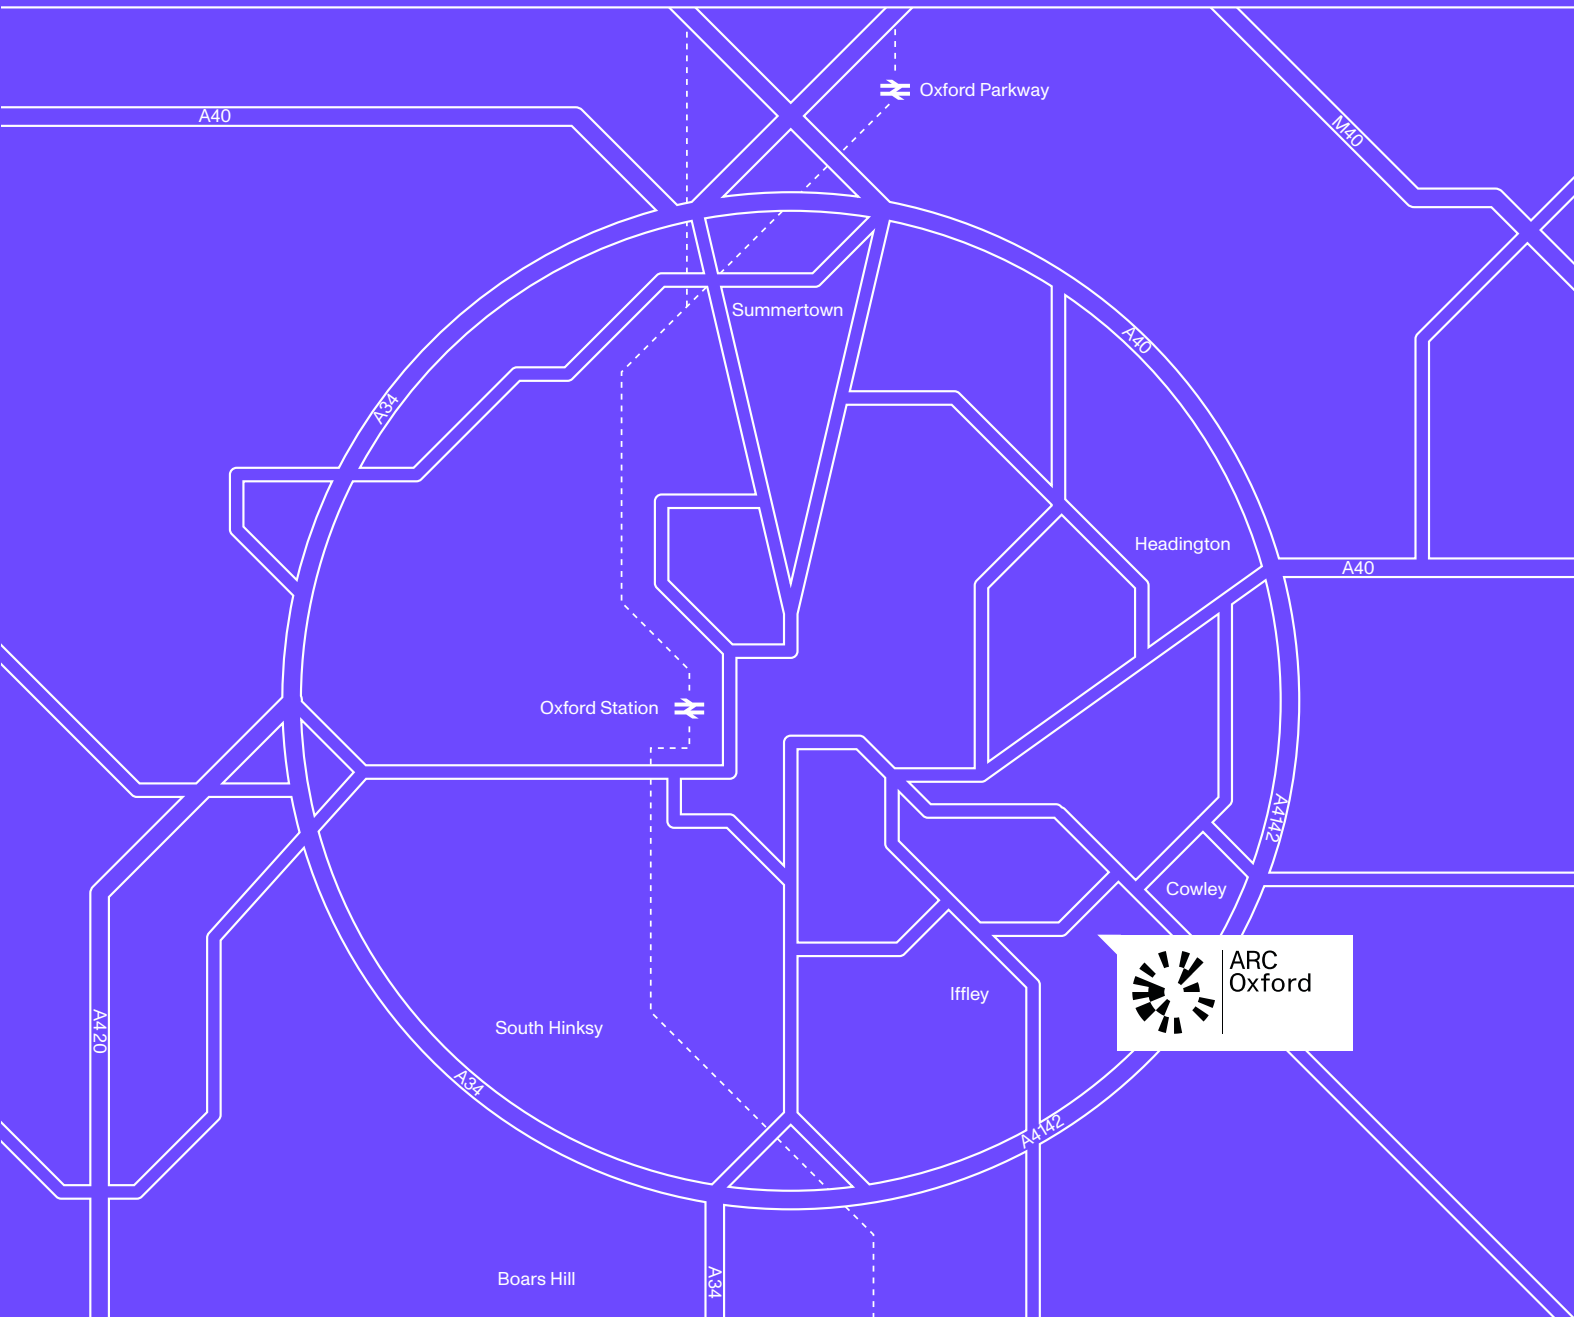 Oxford Parkway
A40
M40
Summertown
A40
A34
Headington
A40
Oxford Station
A4142
Cowley
ARC
Oxford
Iffley
A420
South Hinksy
A34
A4142
Boars Hill
A34